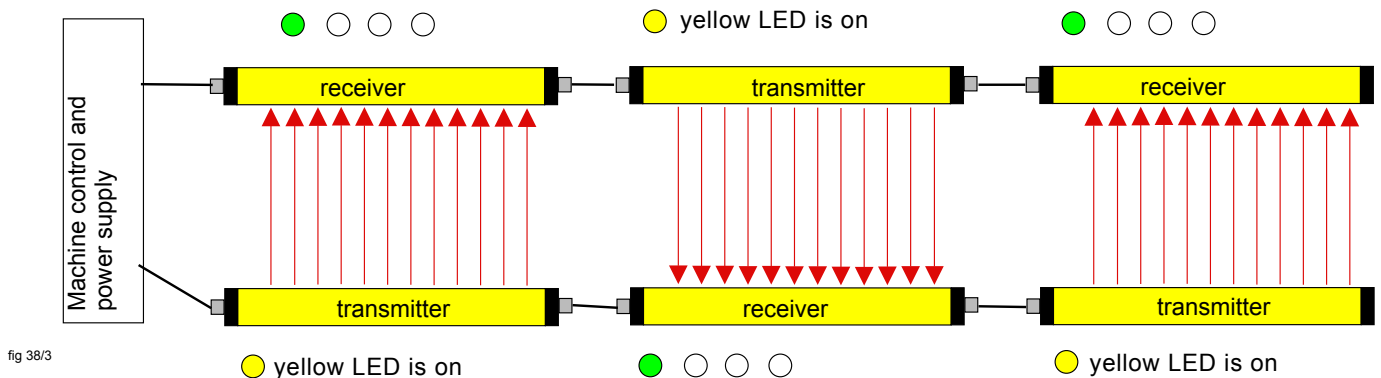 yellow LED is on
Machine control and
power supply
receiver
transmitter
receiver
transmitter
receiver
transmitter
fig 38/3
yellow LED is on
yellow LED is on